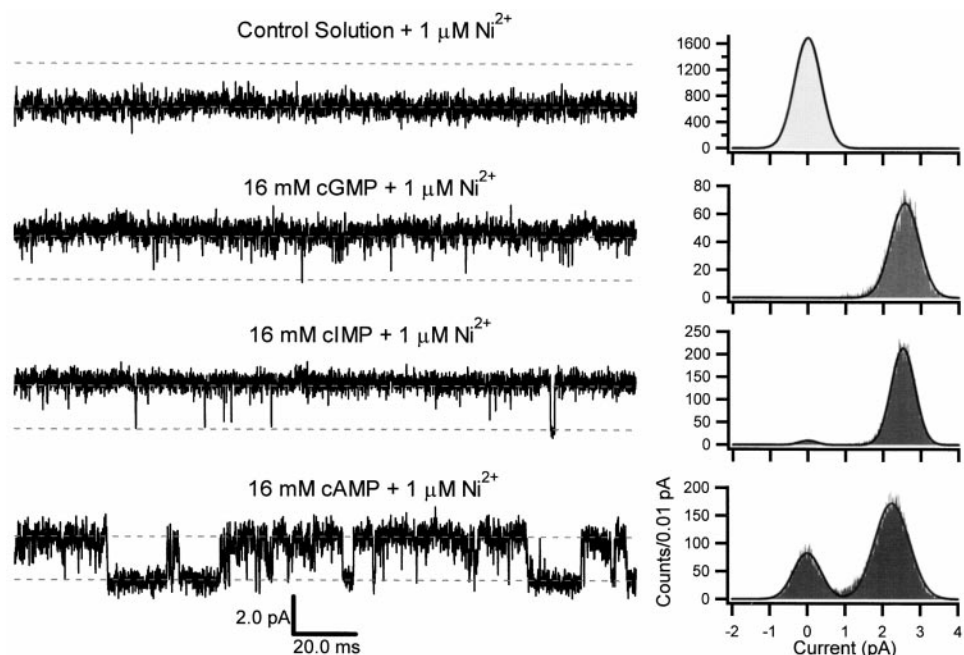 Control Solution + 1 μM Ni2+
1600
1200
800
400
0
16 mM cGMP + 1 μM Ni2+
80
60
40
20
0
16 mM cIMP + 1 μM Ni2+
250
200
150
100
50
0
16 mM cAMP + 1 μM Ni2+
Counts/0.01 pA
200
150
100
50
0
-2 -1 0 1 2 3 4
Current (pA)
2.0 pA
20.0 ms